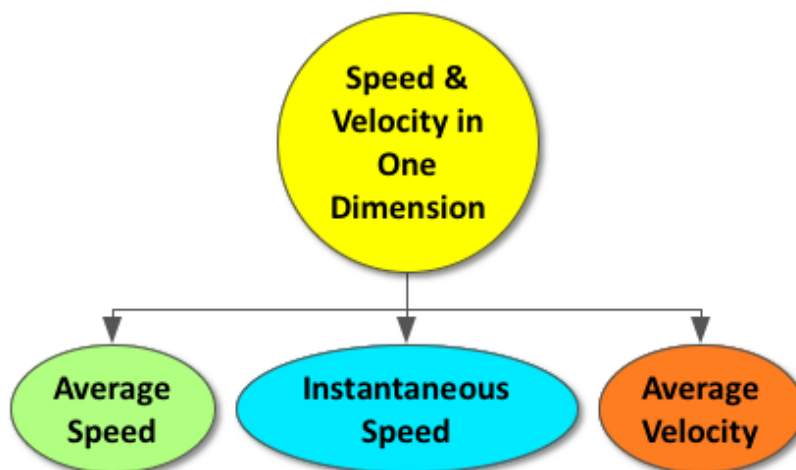 Speed &
Velocity in
One
Dimension
Average
Speed
Instantaneous
Speed
Average
Velocity